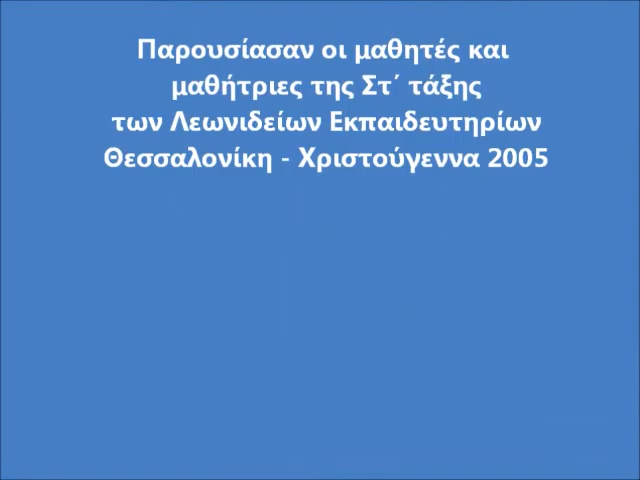 Παρουσίασαν οι μαθητές και
μαθήτριες της Στ΄ τάξης
των Λεωνιδείων Εκπαιδευτηρίων
Θεσσαλονίκη - Χριστούγεννα 2005